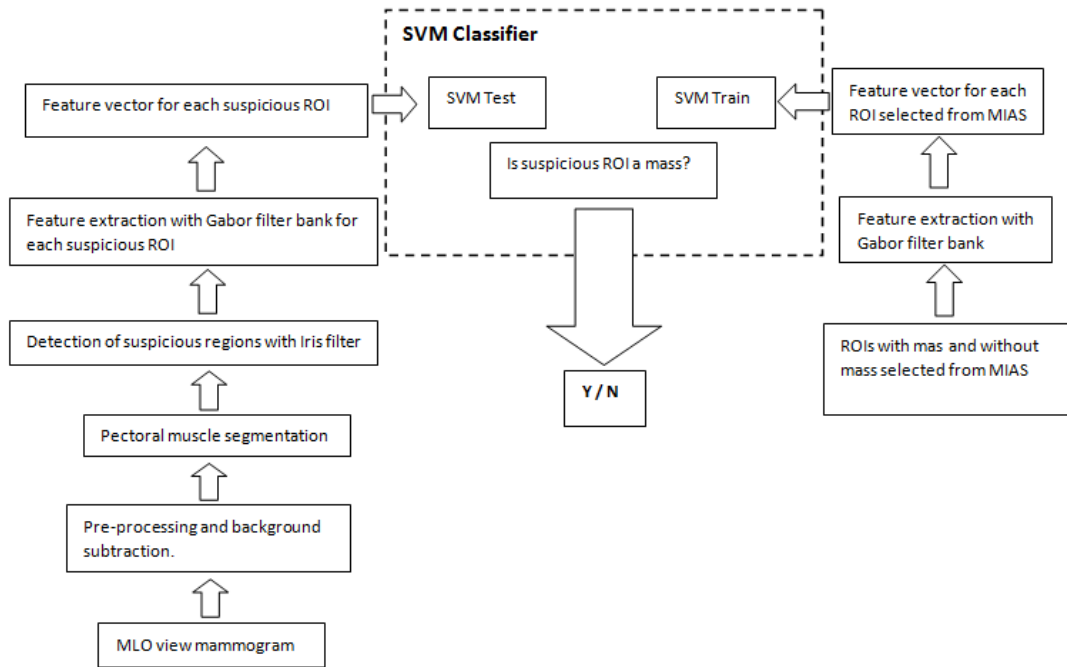 SVM Classifier
Feature vector for each suspicious ROI
SVM Test
SVM Train
Feature vector for each
ROI selected from MIAS
Is suspicious ROI a mass?
Feature extraction with Gabor filter bank for
each suspicious ROI
Feature extraction with
Gabor filter bank
Detection of suspicious regions with Iris filter
ROIs with mas and without
mass selected from MIAS
Y / N
Pectoral muscle segmentation
Pre-processing and background
subtraction.
MLO view mammogram